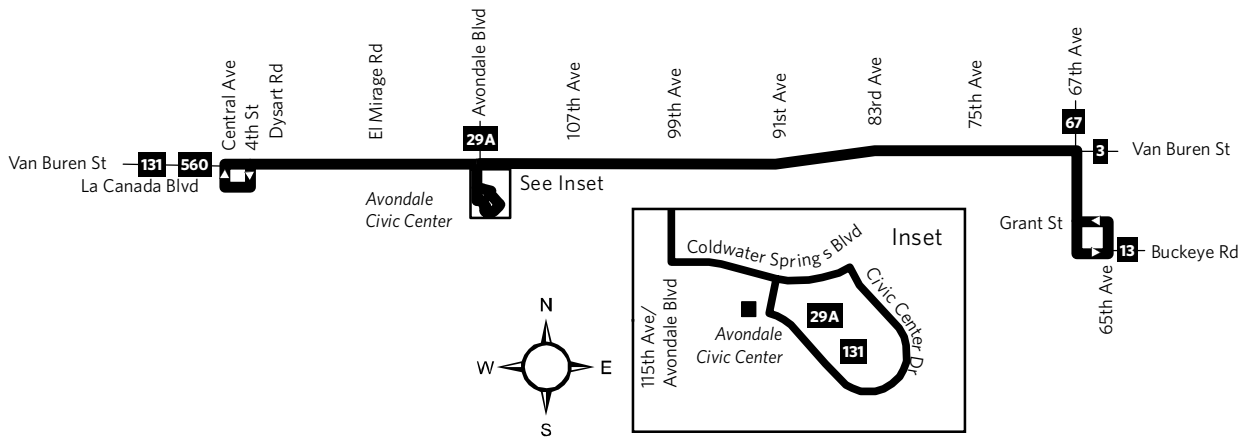 Central Ave
4th St
Dysart Rd
El Mirage Rd
Avondale Blvd
107th Ave
99th Ave
91st Ave
83rd Ave
75th Ave
67th Ave
29A
67
Van Buren St
131
560
3
Van Buren St
La Canada Blvd
See Inset
Avondale
Civic Center
Grant St
13
Buckeye Rd
65th Ave
Inset
Coldwater Springs Blvd
Civic Center Dr
115th Ave/
Avondale Blvd
29A
Avondale
Civic Center
131
N
W
E
S